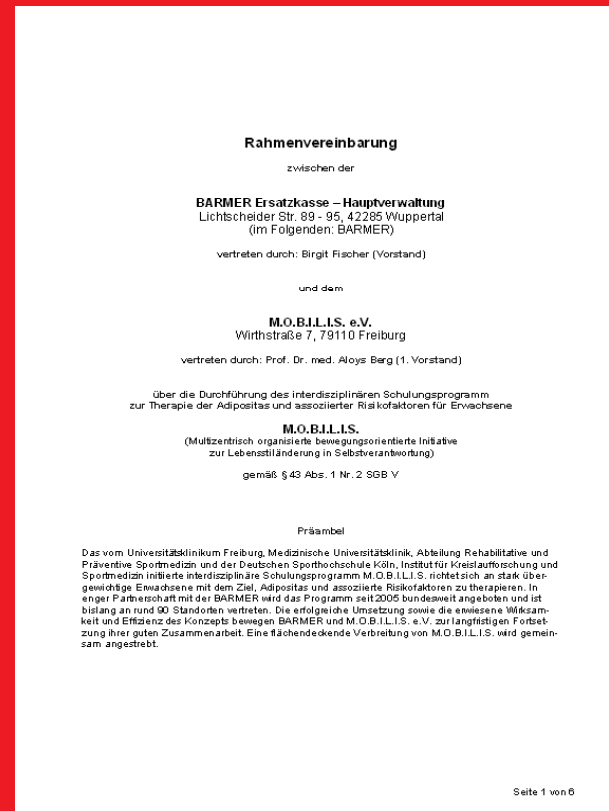 Rahmenvereinbarung
zwischen der
BARMER Ersatzkasse – Hauptverwaltung
Lichtscheider Str. 89 - 95, 42285 Wuppertal
(im Folgenden: BARMER)
vertreten durch: Birgit Fischer (Vorstand)
und dem
M.O.B.I.L.I.S. e.V.
Wirthstraße 7, 79110 Freiburg
vertreten durch: Prof. Dr. med. Aloys Berg (1. Vorstand)
über die Durchführung des interdisziplinären Schulungsprogramm
zur Therapie der Adipositas und assoziierter Risikofaktoren für Erwachsene
M.O.B.I.L.I.S.
(Multizentrisch organisierte bewegungsorientierte Initiative
zur Lebensstiländerung in Selbstverantwortung)
gemäß § 43 Abs. 1 Nr. 2 SGB V
Präambel
Das vom Universitätsklinikum Freiburg, Medizinische Universitätsklinik, Abteilung Rehabilitative und
Präventive Sportmedizin und der Deutschen Sporthochschule Köln, Institut für Kreislaufforschung und
Sportmedizin initiierte interdisziplinäre Schulungsprogramm M.O.B.I.L.I.S. richtet sich an stark über-
gewichtige Erwachsene mit dem Ziel, Adipositas und assoziierte Risikofaktoren zu therapieren. In
enger Partnerschaft mit der BARMER wird das Programm seit 2005 bundesweit angeboten und ist
bislang an rund 90 Standorten vertreten. Die erfolgreiche Umsetzung sowie die erwiesene Wirksam-
keit und Effizienz des Konzepts bewegen BARMER und M.O.B.I.L.I.S. e.V. zur langfristigen Fortset-
zung ihrer guten Zusammenarbeit. Eine flächendeckende Verbreitung von M.O.B.I.L.I.S. wird gemein-
sam angestrebt.
Seite 1 von 6